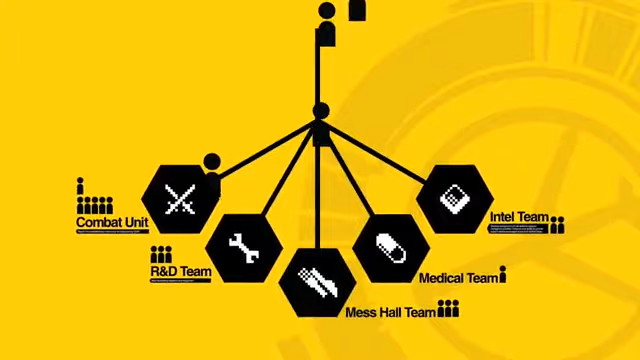 Combat Unit
Intel Team
R&D Team
Medical Team
Mess Hall Team